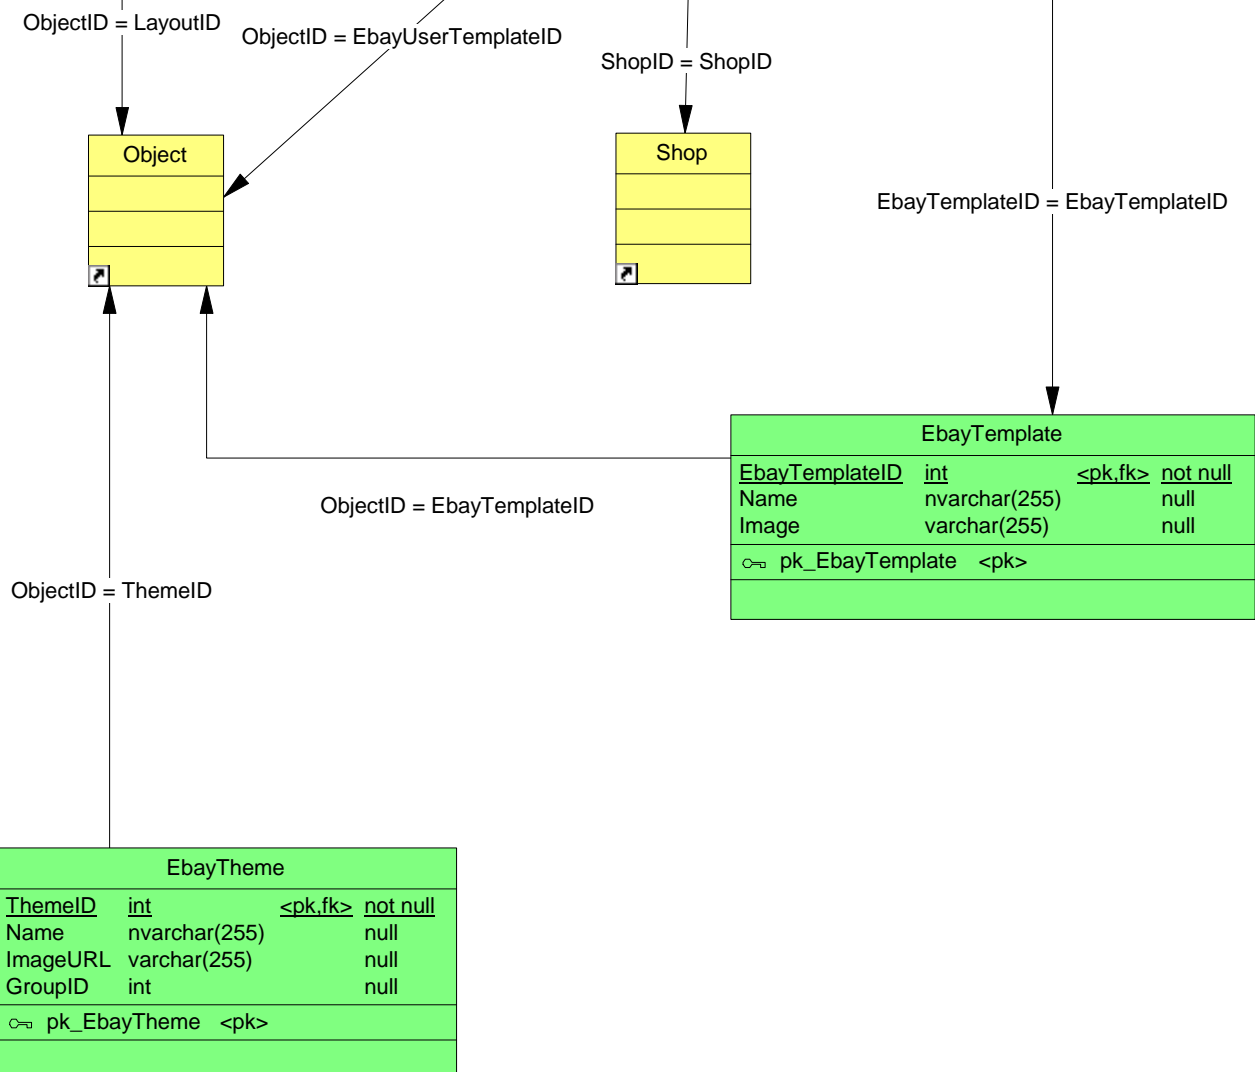 ObjectID = LayoutID
ObjectID = EbayUserTemplateID
ShopID = ShopID
Object
Shop
EbayTemplateID = EbayTemplateID
EbayTemplate
EbayTemplateID int <pk,fk> not null
Name nvarchar(255) null
Image varchar(255) null
pk_EbayTemplate <pk>
ObjectID = EbayTemplateID
ObjectID = ThemeID
EbayTheme
ThemeID int <pk,fk> not null
Name nvarchar(255) null
ImageURL varchar(255) null
GroupID int null
pk_EbayTheme <pk>